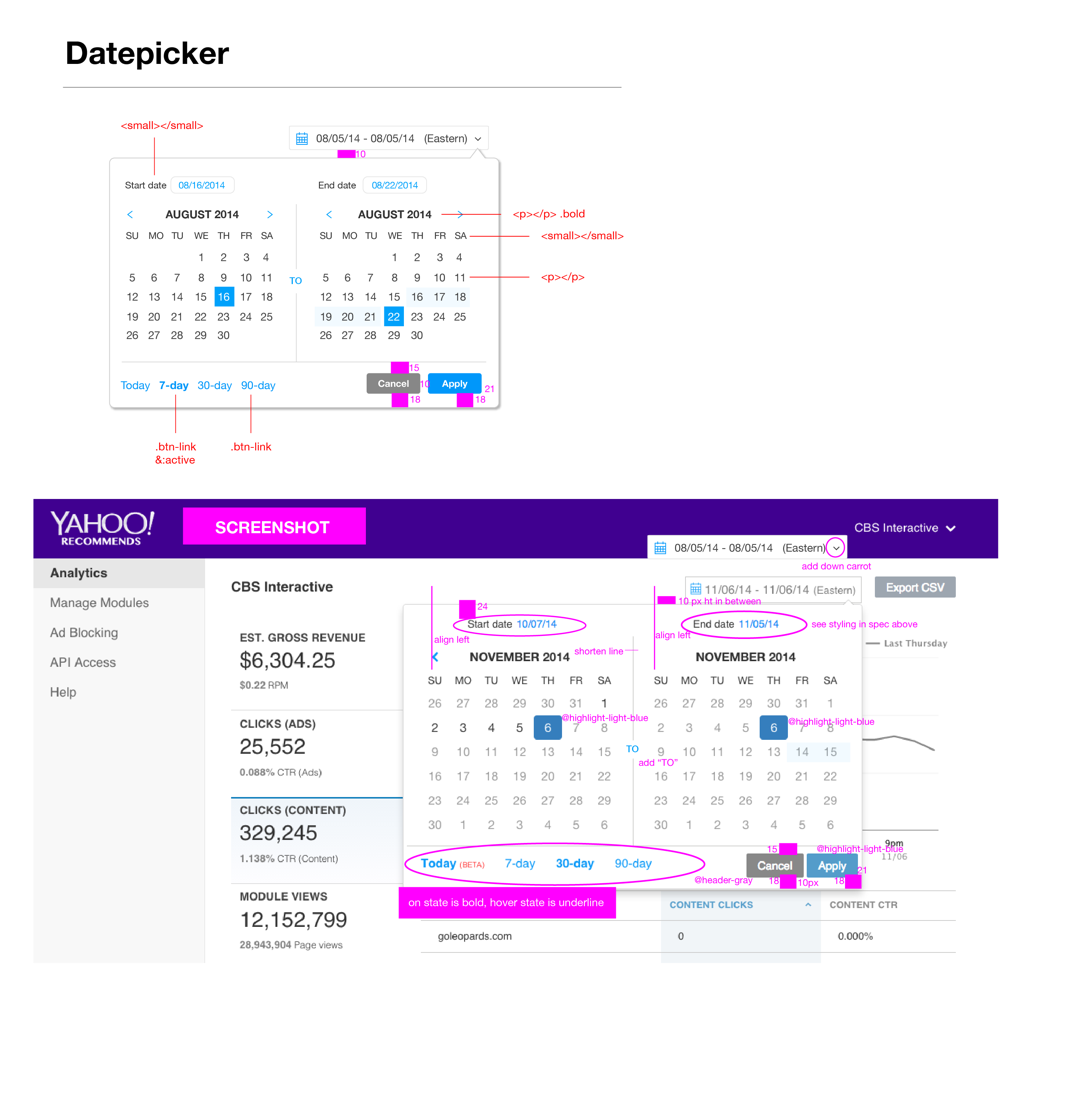 Datepicker
<small></small>
08/05/14 - 08/05/14 (Eastern)
10
Start date 08/16/2014
End date 08/22/2014
< AUGUST 2014 >
< AUGUST 2014 >
<p></p> .bold
SU MO TU WE TH FR SA
SU MO TU WE TH FR SA
<small></small>
1 2 3 4
1 2 3 4
5 6 7 8 9 10 11
TO
5 6 7 8 9 10 11
<p></p>
12 13 14 15 16 17 18
12 13 14 15 16 17 18
19 20 21 22 23 24 25
19 20 21 22 23 24 25
26 27 28 29 30
26 27 28 29 30
15
Today 7-day 30-day 90-day
Cancel 10 Apply 21
18 18
.btn-link
&:active
.btn-link
YAHOO!
RECOMMENDS
SCREENSHOT
CBS Interactive
08/05/14 - 08/05/14 (Eastern)
add down carrot
Analytics
Manage Modules
Ad Blocking
API Access
Help
CBS Interactive
11/06/14 - 11/06/14 (Eastern)
Export CSV
10 px ht in between
24
Start date 10/07/14
End date 11/05/14
see styling in spec above
align left
align left
shorten line
Last Thursday
EST. GROSS REVENUE
$6,304.25
$0.22 RPM
CLICKS (ADS)
25,552
0.088% CTR (Ads)
CLICKS (CONTENT)
329,245
1.138% CTR (Content)
MODULE VIEWS
12,152,799
28,943,904 Page views
< NOVEMBER 2014
SU MO TU WE TH FR SA
26 27 28 29 30 31 1
@highlight-light-blue
2 3 4 5 6 7 8
9 10 11 12 13 14 15
16 17 18 19 20 21 22
23 24 25 26 27 28 29
30 1 2 3 4 5 6
TO
add “TO”
NOVEMBER 2014
SU MO TU WE TH FR SA
26 27 28 29 30 31 1
@highlight-light-blue
2 3 4 5 6 7 8
9 10 11 12 13 14 15
16 17 18 19 20 21 22
23 24 25 26 27 28 29
30 1 2 3 4 5 6
15
@highlight-light-blue
9pm
11/06
Today (BETA) 7-day 30-day 90-day
Cancel Apply 21
@header-gray 18 10px 18
on state is bold, hover state is underline
CONTENT CLICKS
CONTENT CTR
goleopards.com 0 0.000%